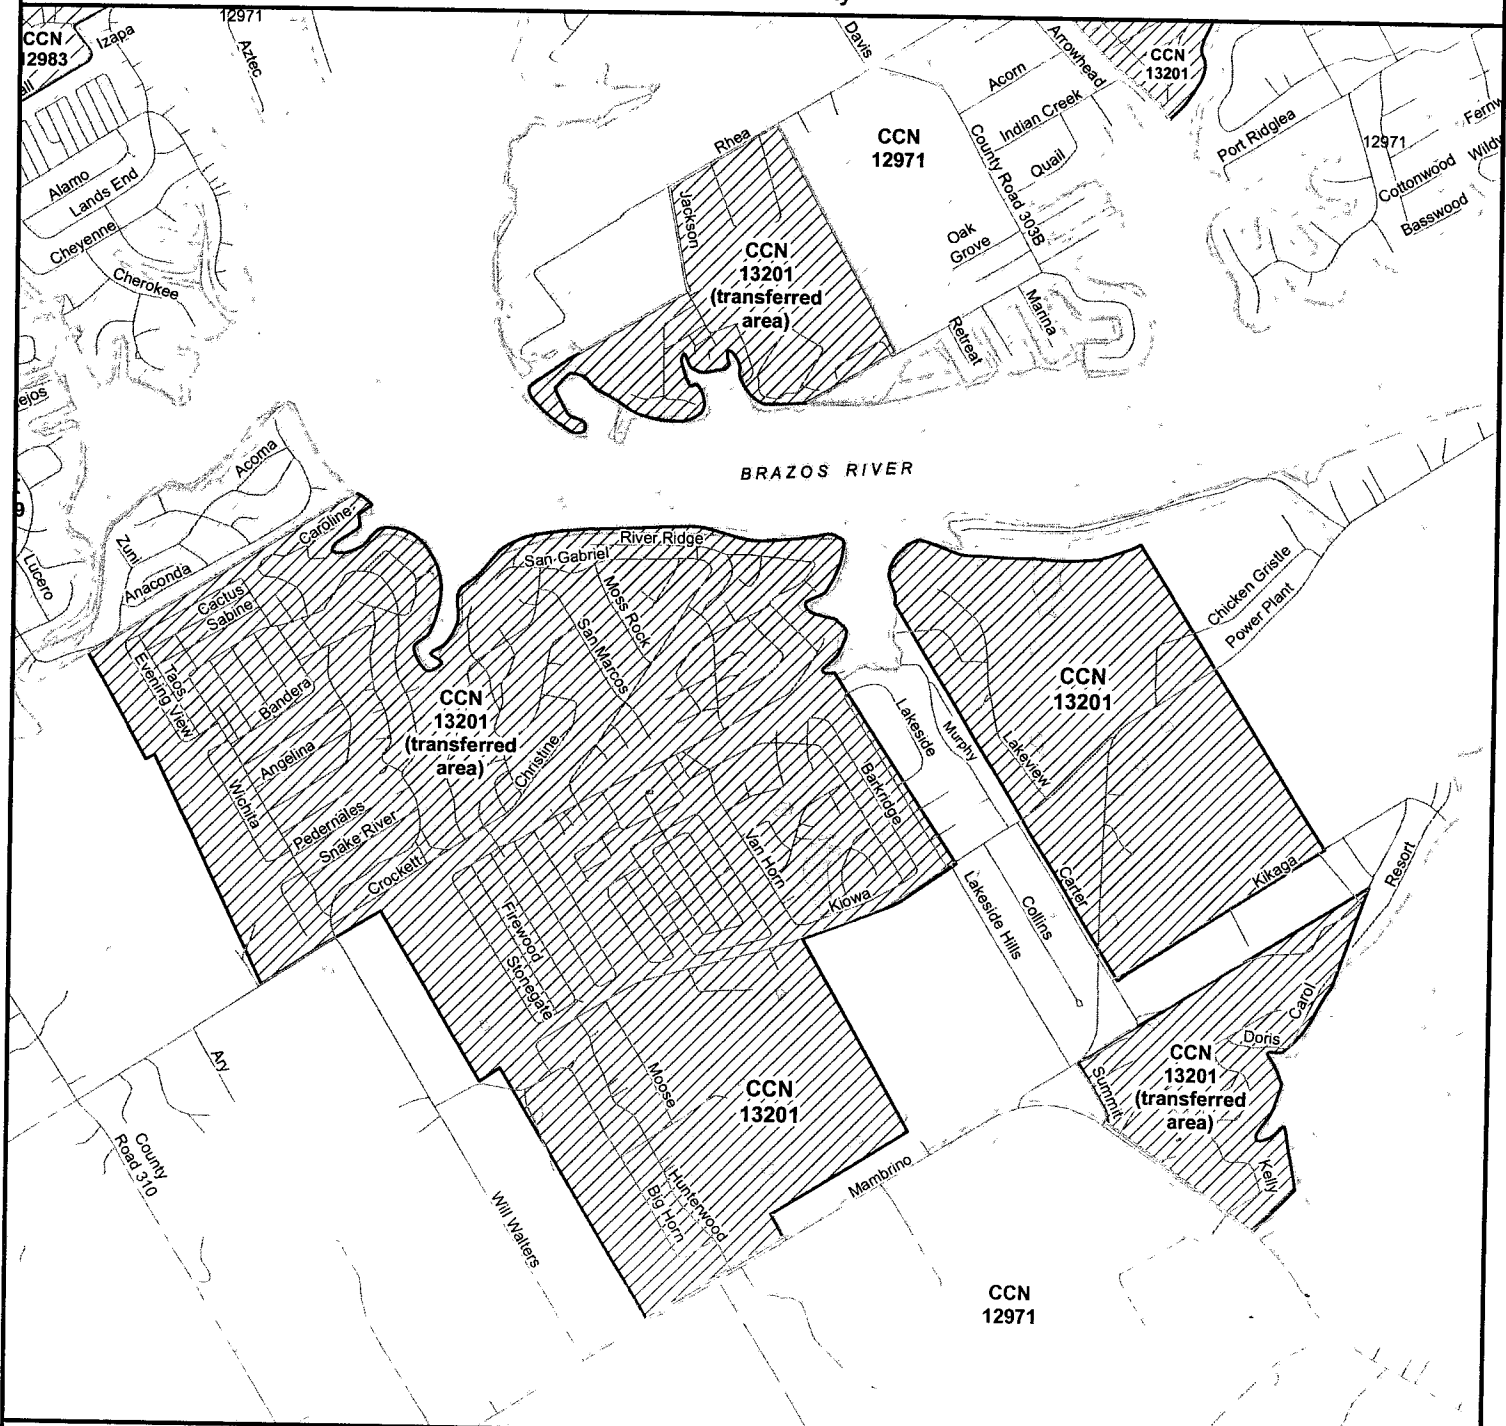 12971
CCN
12983
Izapa
Aztec
Davis
Arrowhead
CCN
13201
Acorn
Indian Creek
Quail
County Road 303B
Oak
Grove
Marina
Retreat
Port Ridglea
12971
Cottonwood
Basswood
Alamo
Lands End
Cheyenne
Cherokee
Rhea
Jackson
CCN
12971
CCN
13201
(transferred
area)
BRAZOS RIVER
Acoma
Zuni
Anaconda
Lucero
9
Caroline
Cactus
Sabine
Taos
Evening View
Bandera
Angelina
Wichita
Pedernales
Snake River
Crockett
River Ridge
San Gabriel
Moss Rock
San Marcos
CCN
13201
(transferred
area)
Christine
Lakeside
Murphy
Barkridge
Van Horn
Kiowa
Lakeview
CCN
13201
Chicken Gristle
Power Plant
Kikaga
Resort
Carter
Collins
Lakeside Hills
Firewood
Stonegate
Moose
CCN
13201
Hunterwood
Big Horn
Carol
Doris
CCN
13201
(transferred
area)
Summit
Kelly
Mambrino
Ary
County
Road 310
Will Walters
CCN
12971